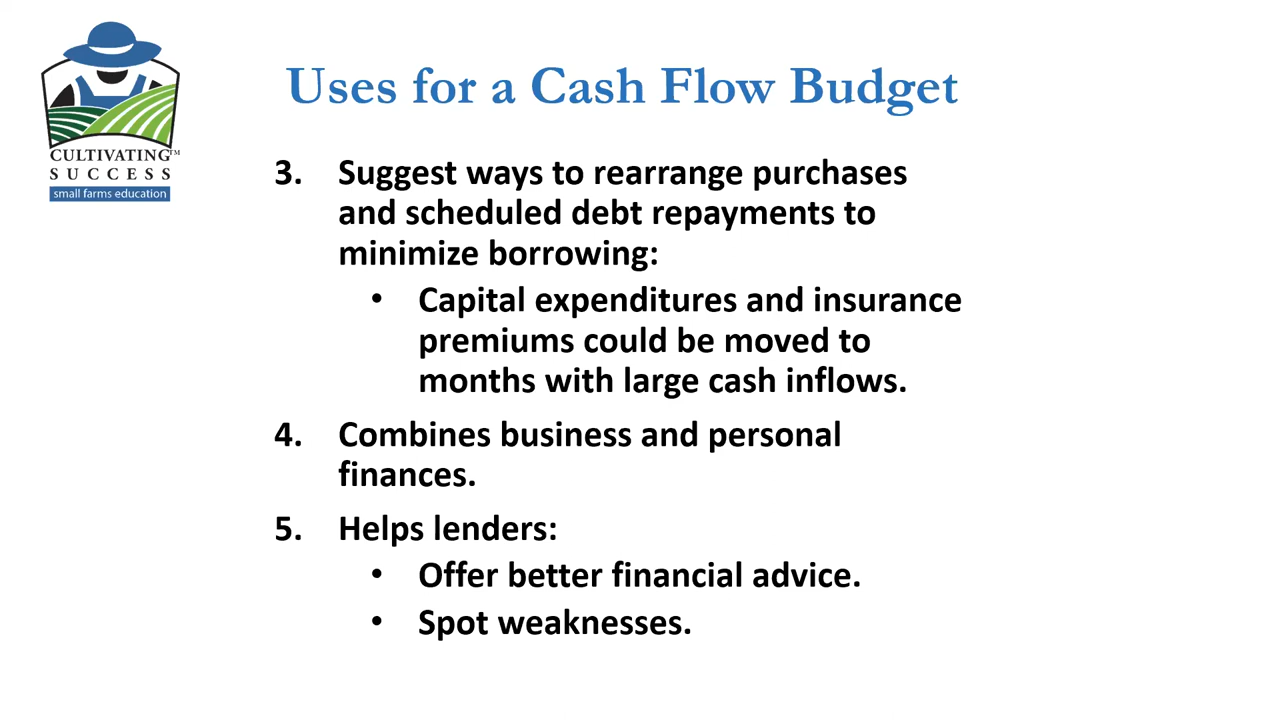 CULTIVATING™
SUCCESS
small farms education
Uses for a Cash Flow Budget
3. Suggest ways to rearrange purchases
and scheduled debt repayments to
minimize borrowing:
• Capital expenditures and insurance
premiums could be moved to
months with large cash inflows.
4. Combines business and personal
finances.
5. Helps lenders:
• Offer better financial advice.
• Spot weaknesses.